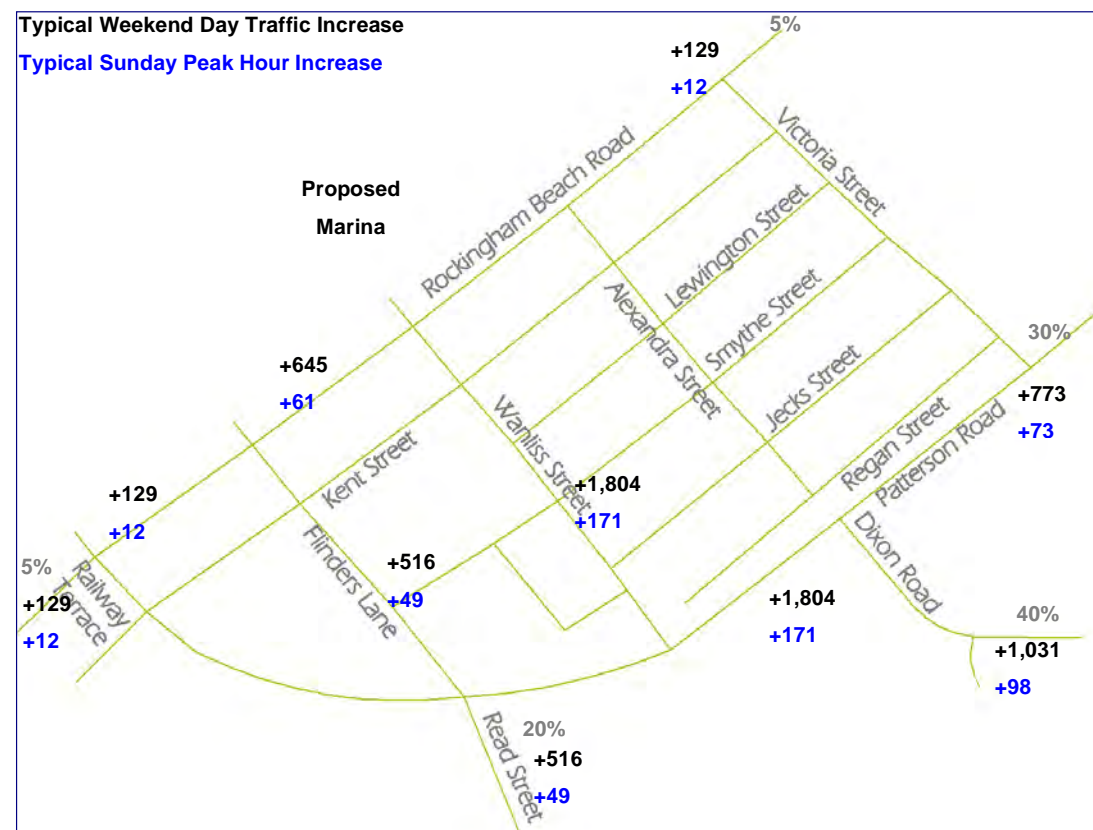 Typical Weekend Day Traffic Increase
Typical Sunday Peak Hour Increase
5%
+129
+12
Victoria Street
Rockingham Beach Road
Proposed
Marina
Lewington Street
Alexandra Street
Smythe Street
30%
+645
+61
Jecks Street
+773
+73
Wanliss Street
Regan Street
Patterson Road
Kent Street
+1,804
+171
+129
+12
Flinders Lane
+516
+49
Dixon Road
5%
+129
+12
Railway
Terrace
+1,804
+171
40%
+1,031
+98
Read Street
20%
+516
+49